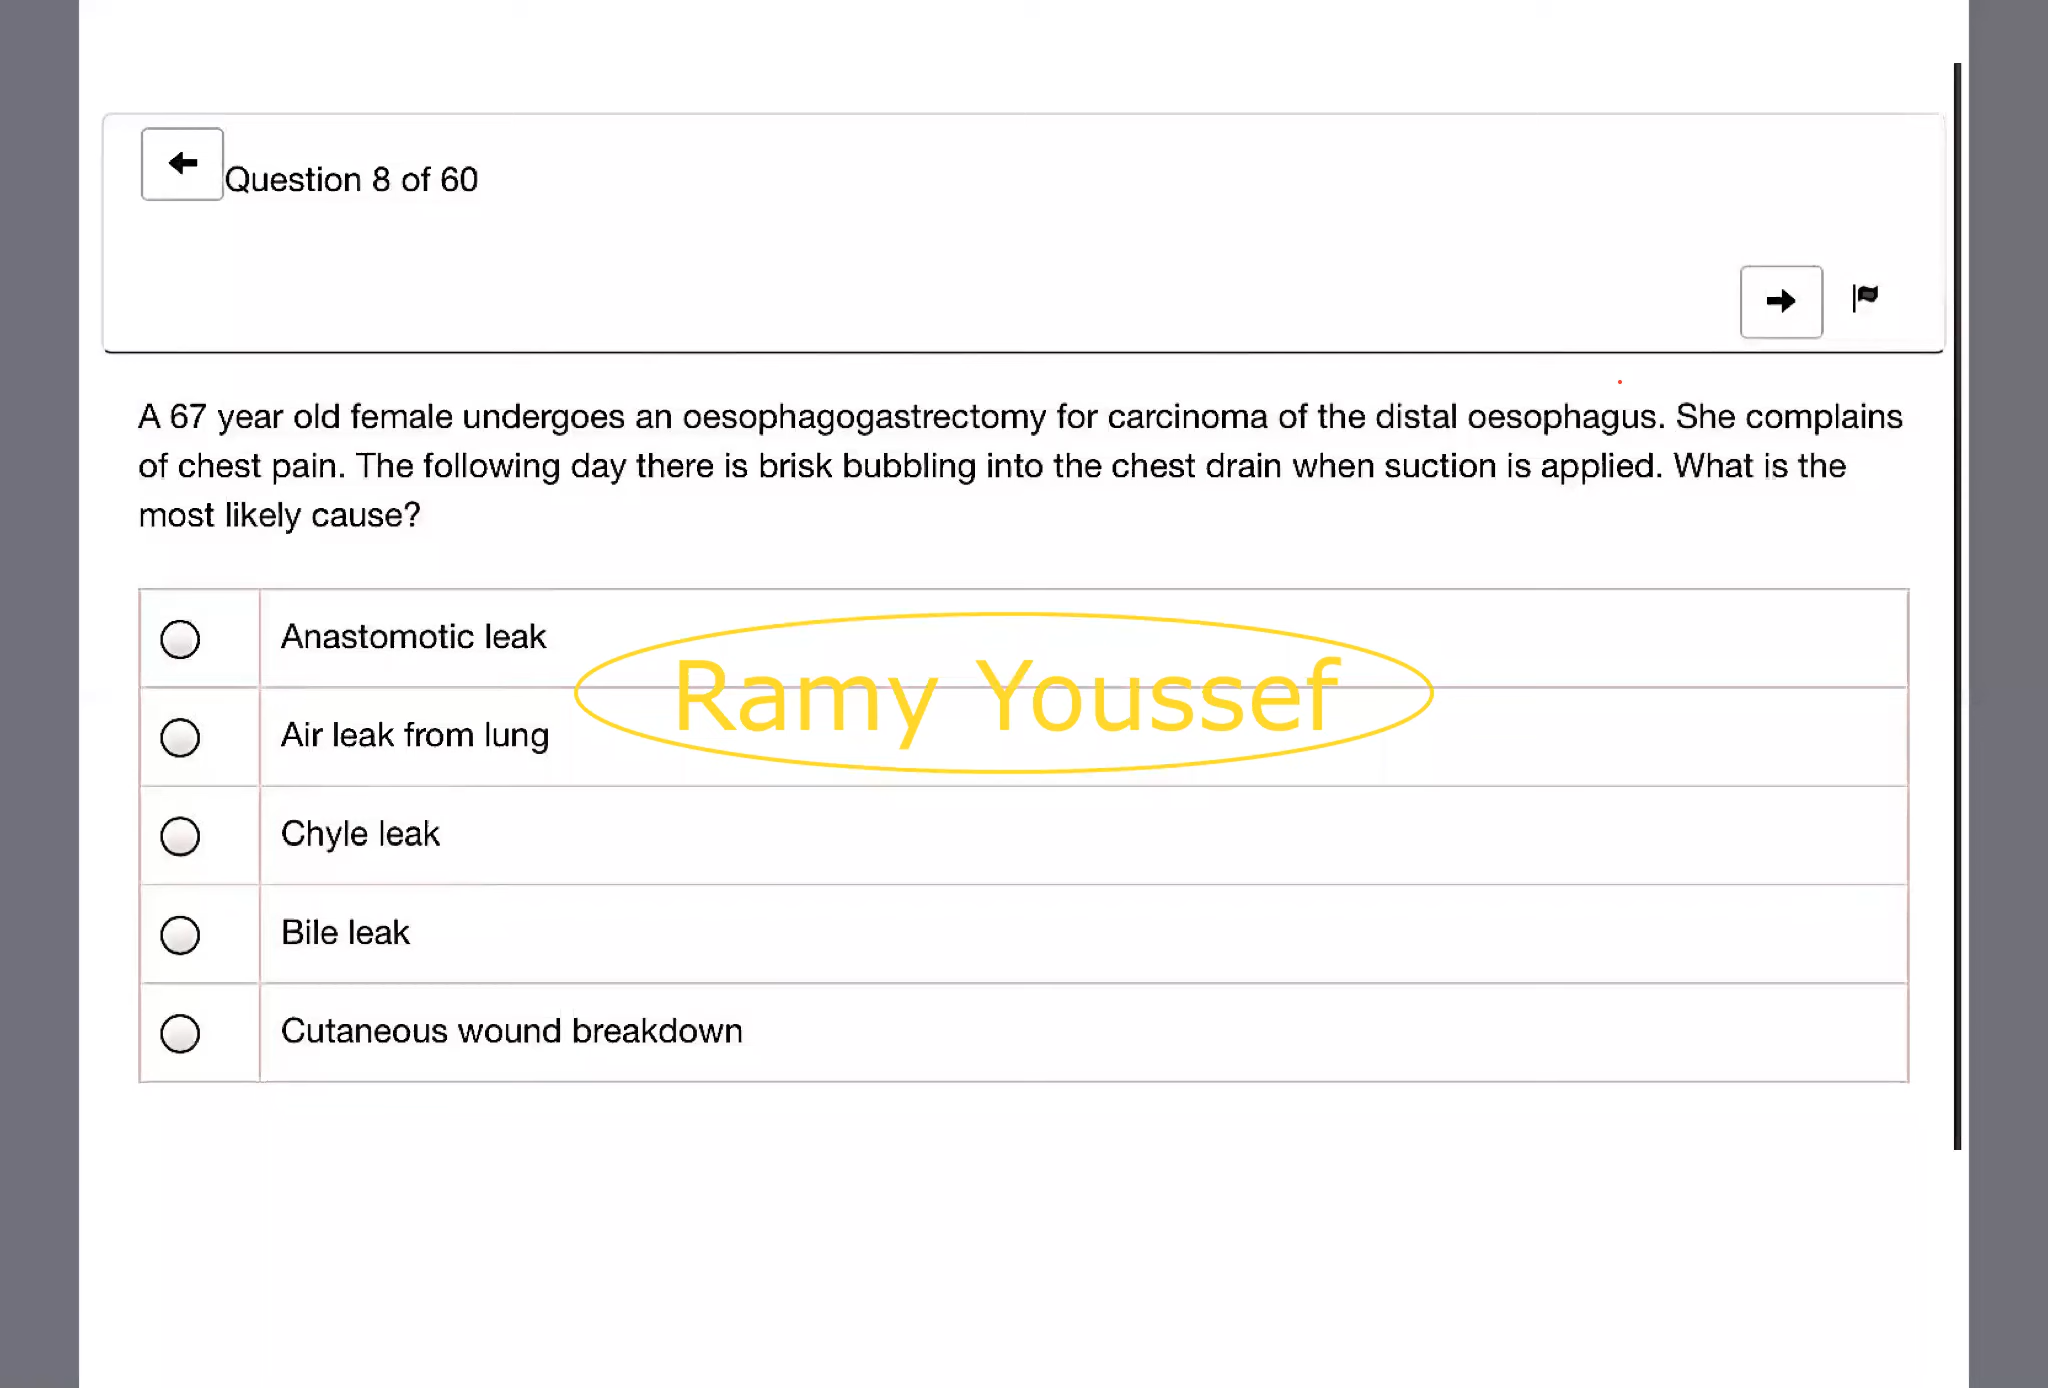 Question 8 of 60
A 67 year old female undergoes an oesophagogastrectomy for carcinoma of the distal oesophagus. She complains
of chest pain. The following day there is brisk bubbling into the chest drain when suction is applied. What is the
most likely cause?
Anastomotic leak
Ramy Youssef
Air leak from lung
Chyle leak
Bile leak
Cutaneous wound breakdown